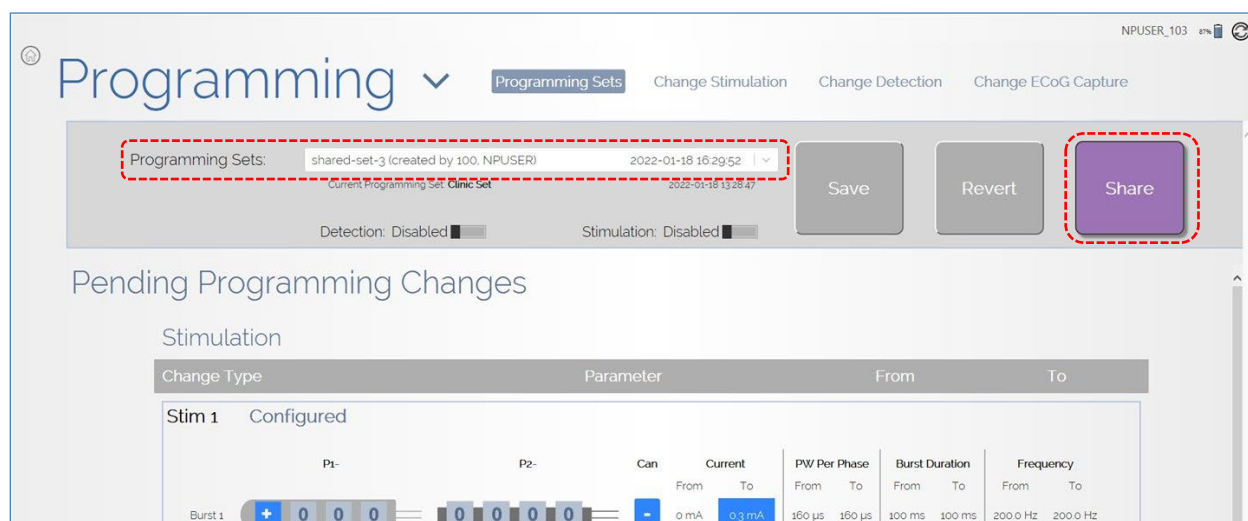 NPUSER_103 87%
Programming Programming Sets Change Stimulation Change Detection Change ECoG Capture
Programming Sets: shared-set-3 (created by 100, NPUSER) 2022-01-18 16:29:52
Current Programming Set: Clinic Set 2022-01-18 13:28:47
Save Revert Share
Detection: Disabled Stimulation: Disabled
Pending Programming Changes
Stimulation
Change Type Parameter From To
Stim 1 Configured
P1- P2- Can Current PW Per Phase Burst Duration Frequency
From To From To From To From To
Burst 1 + 0 0 0 0 0 0 0 - 0 mA 0.3 mA 160 µs 160 µs 100 ms 100 ms 200.0 Hz 200.0 Hz